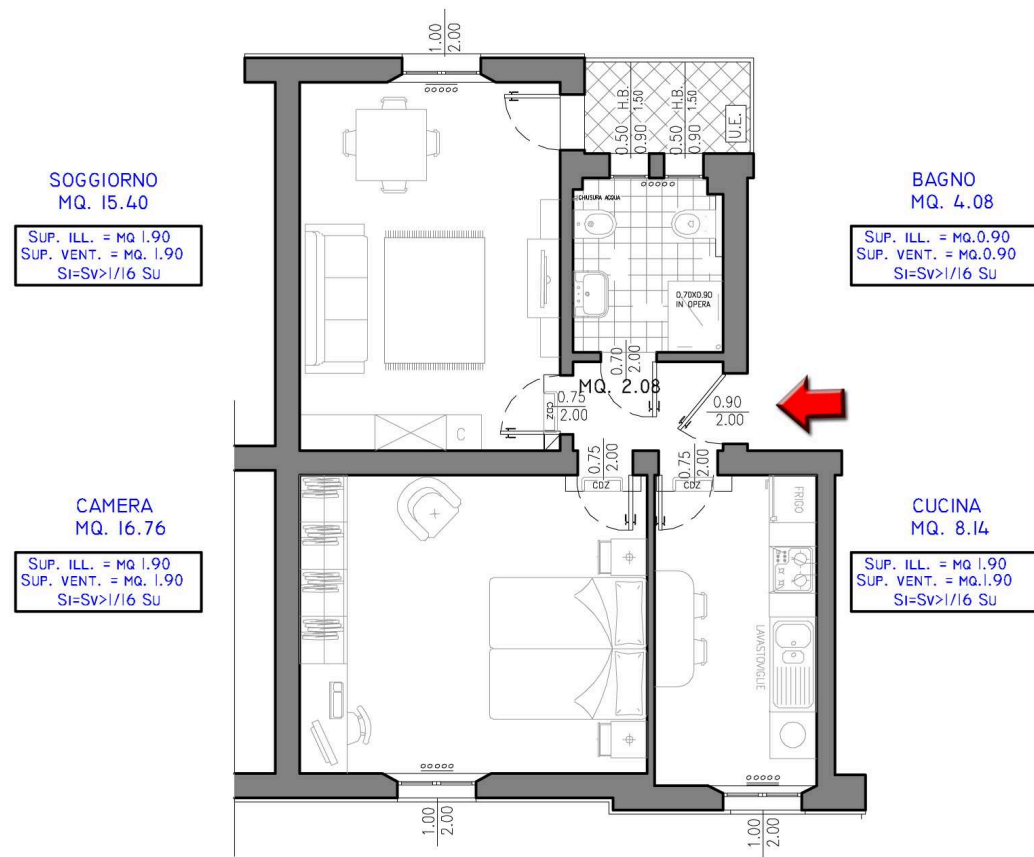 1.00
2.00
SOGGIORNO
MQ. 15.40
SUP. ILL. = MQ 1.90
SUP. VENT. = MQ. 1.90
SI=SV>1/16 SU
0.50 H.B.
0.90 1.50
0.50 H.B.
0.90 1.50
U.E.
CHIUSURA ACQUA
BAGNO
MQ. 4.08
SUP. ILL. = MQ.0.90
SUP. VENT. = MQ.0.90
SI=SV>1/16 SU
0,70X0.90
IN OPERA
0.70
2.00
MQ. 2.08
0.75
2.00
CDZ
0.90
2.00
C
0.75
2.00
CDZ
0.75
2.00
CDZ
CAMERA
MQ. 16.76
SUP. ILL. = MQ 1.90
SUP. VENT. = MQ. 1.90
SI=SV>1/16 SU
FRIGO
LAVASTOVIGLIE
CUCINA
MQ. 8.14
SUP. ILL. = MQ 1.90
SUP. VENT. = MQ.1.90
SI=SV>1/16 SU
1.00
2.00
1.00
2.00